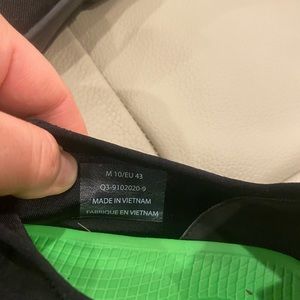 M 10/EU 43
Q3-9102020-9
MADE IN VIETNAM
FABRIQUE EN VIETNAM